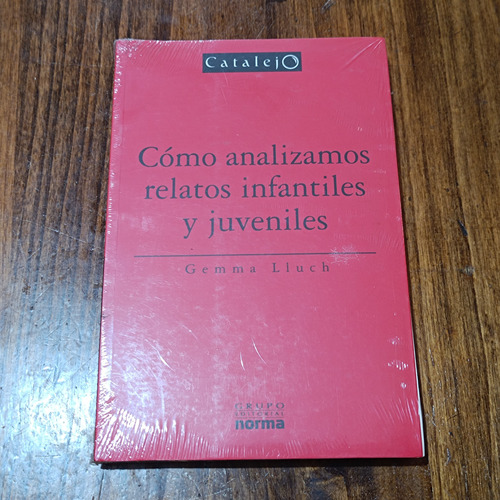 Catalejo
Cómo analizamos
relatos infantiles
y juveniles
Gemma Lluch
GRUPO
EDITORIAL
norma